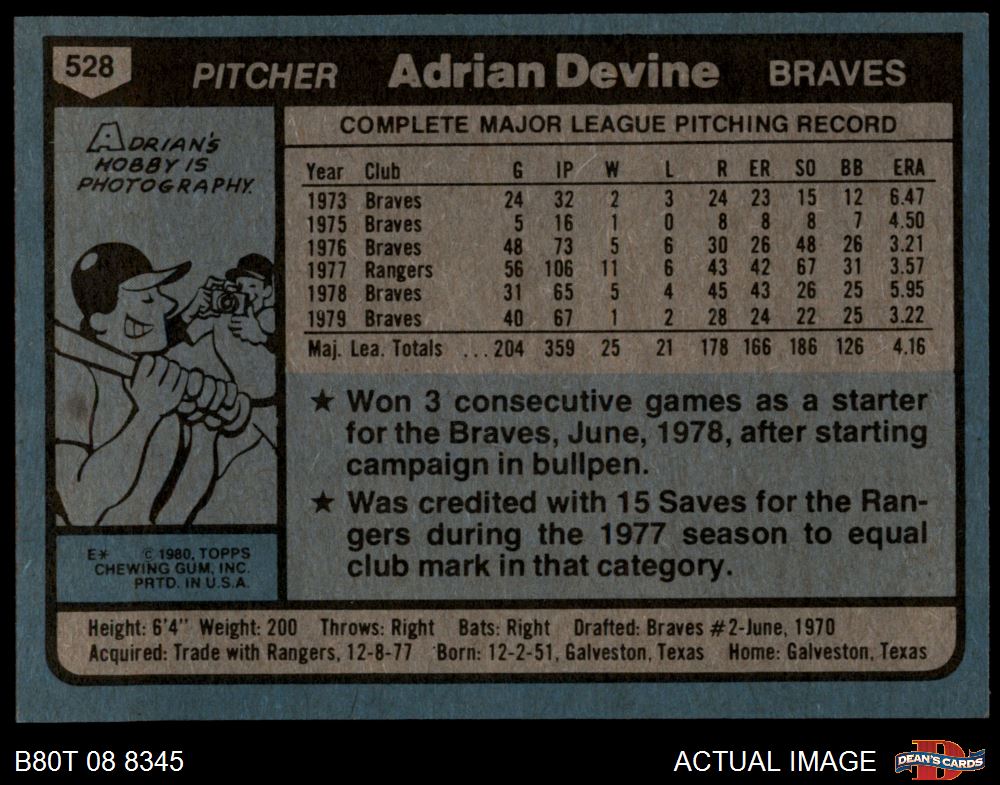 528 PITCHER Adrian Devine BRAVES
ADRIAN'S
HOBBY IS
PHOTOGRAPHY.
COMPLETE MAJOR LEAGUE PITCHING RECORD
Year Club G IP W L R ER SO BB ERA
1973 Braves 24 32 2 3 24 23 15 12 6.47
1975 Braves 5 16 1 0 8 8 8 7 4.50
1976 Braves 48 73 5 6 30 26 48 26 3.21
1977 Rangers 56 106 11 6 43 42 67 31 3.57
1978 Braves 31 65 5 4 45 43 26 25 5.95
1979 Braves 40 67 1 2 28 24 22 25 3.22
Maj. Lea. Totals ...204 359 25 21 178 166 186 126 4.16
★ Won 3 consecutive games as a starter
for the Braves, June, 1978, after starting
campaign in bullpen.
★ Was credited with 15 Saves for the Ran-
gers during the 1977 season to equal
club mark in that category.
E* © 1980, TOPPS
CHEWING GUM, INC.
PRTD. IN U.S.A.
Height: 6'4" Weight: 200 Throws: Right Bats: Right Drafted: Braves #2-June, 1970
Acquired: Trade with Rangers, 12-8-77 Born: 12-2-51, Galveston, Texas Home: Galveston, Texas
B80T 08 8345 ACTUAL IMAGE D DEAN'S CARDS